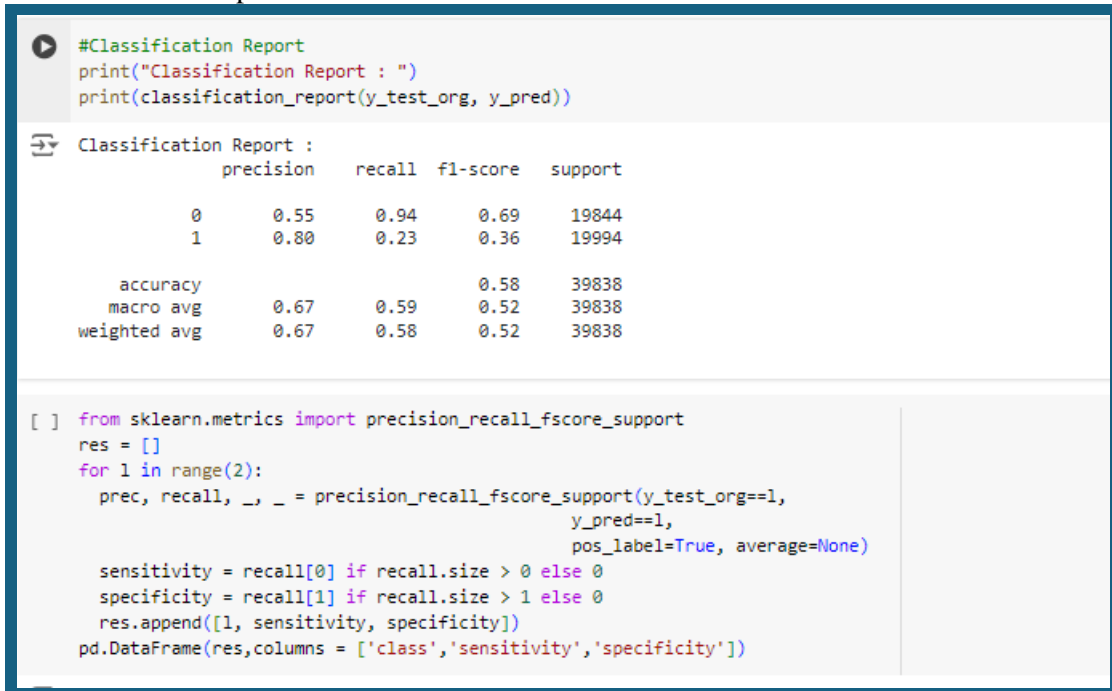 #Classification Report
print("Classification Report : ")
print(classification_report(y_test_org, y_pred))
Classification Report :
precision recall f1-score support
0 0.55 0.94 0.69 19844
1 0.80 0.23 0.36 19994
accuracy 0.58 39838
macro avg 0.67 0.59 0.52 39838
weighted avg 0.67 0.58 0.52 39838
[ ] from sklearn.metrics import precision_recall_fscore_support
res = []
for l in range(2):
prec, recall, _, _ = precision_recall_fscore_support(y_test_org==l,
y_pred==l,
pos_label=True, average=None)
sensitivity = recall[0] if recall.size > 0 else 0
specificity = recall[1] if recall.size > 1 else 0
res.append([l, sensitivity, specificity])
pd.DataFrame(res,columns = ['class','sensitivity','specificity'])